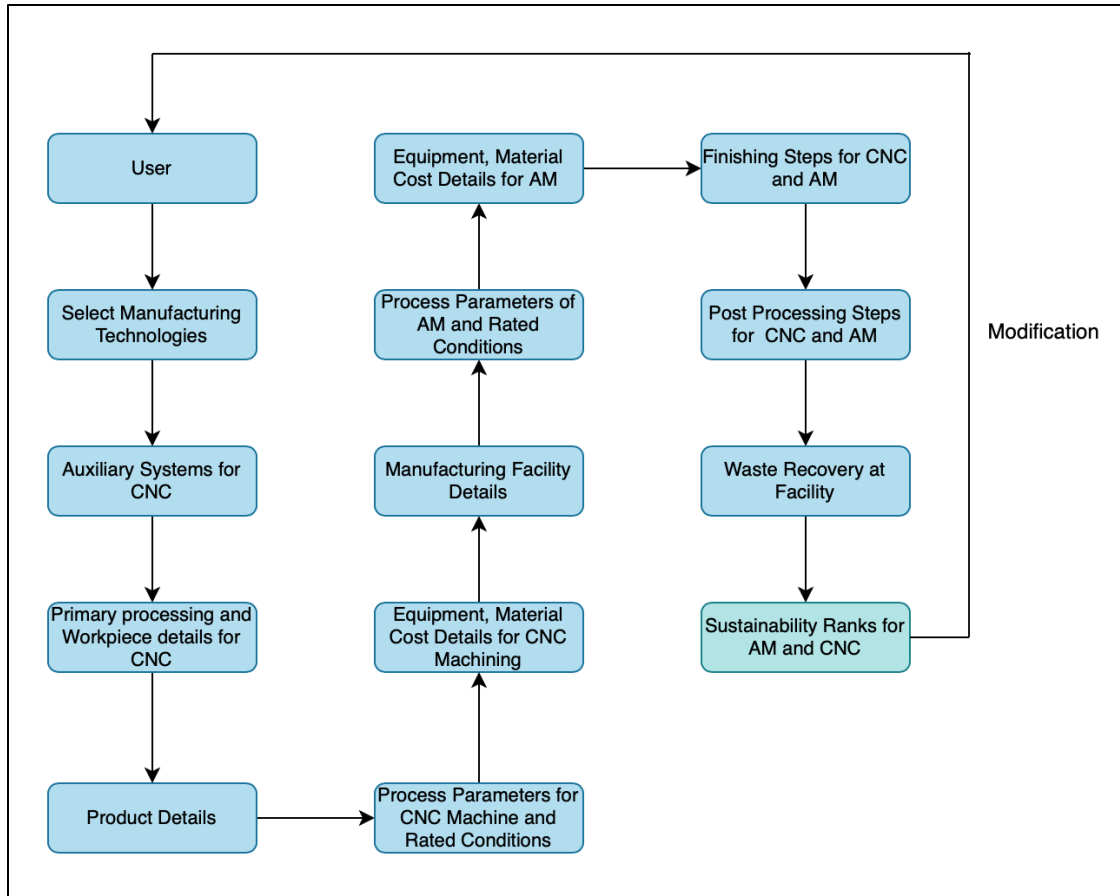 User
Select Manufacturing
Technologies
Auxiliary Systems for
CNC
Primary processing and
Workpiece details for
CNC
Product Details
Process Parameters for
CNC Machine and
Rated Conditions
Equipment, Material
Cost Details for CNC
Machining
Manufacturing Facility
Details
Process Parameters of
AM and Rated
Conditions
Equipment, Material
Cost Details for AM
Finishing Steps for CNC
and AM
Post Processing Steps
for CNC and AM
Waste Recovery at
Facility
Sustainability Ranks for
AM and CNC
Modification